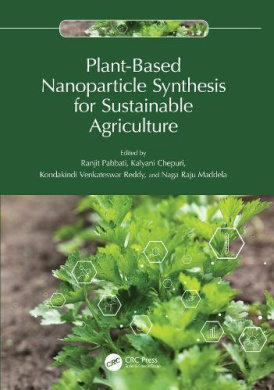 Plant-Based
Nanoparticle Synthesis
for Sustainable
Agriculture
Edited by
Ranjit Pabbati, Kalyani Chepuri,
Kondakindi Venkateswar Reddy, and Naga Raju Maddela
CRC Press